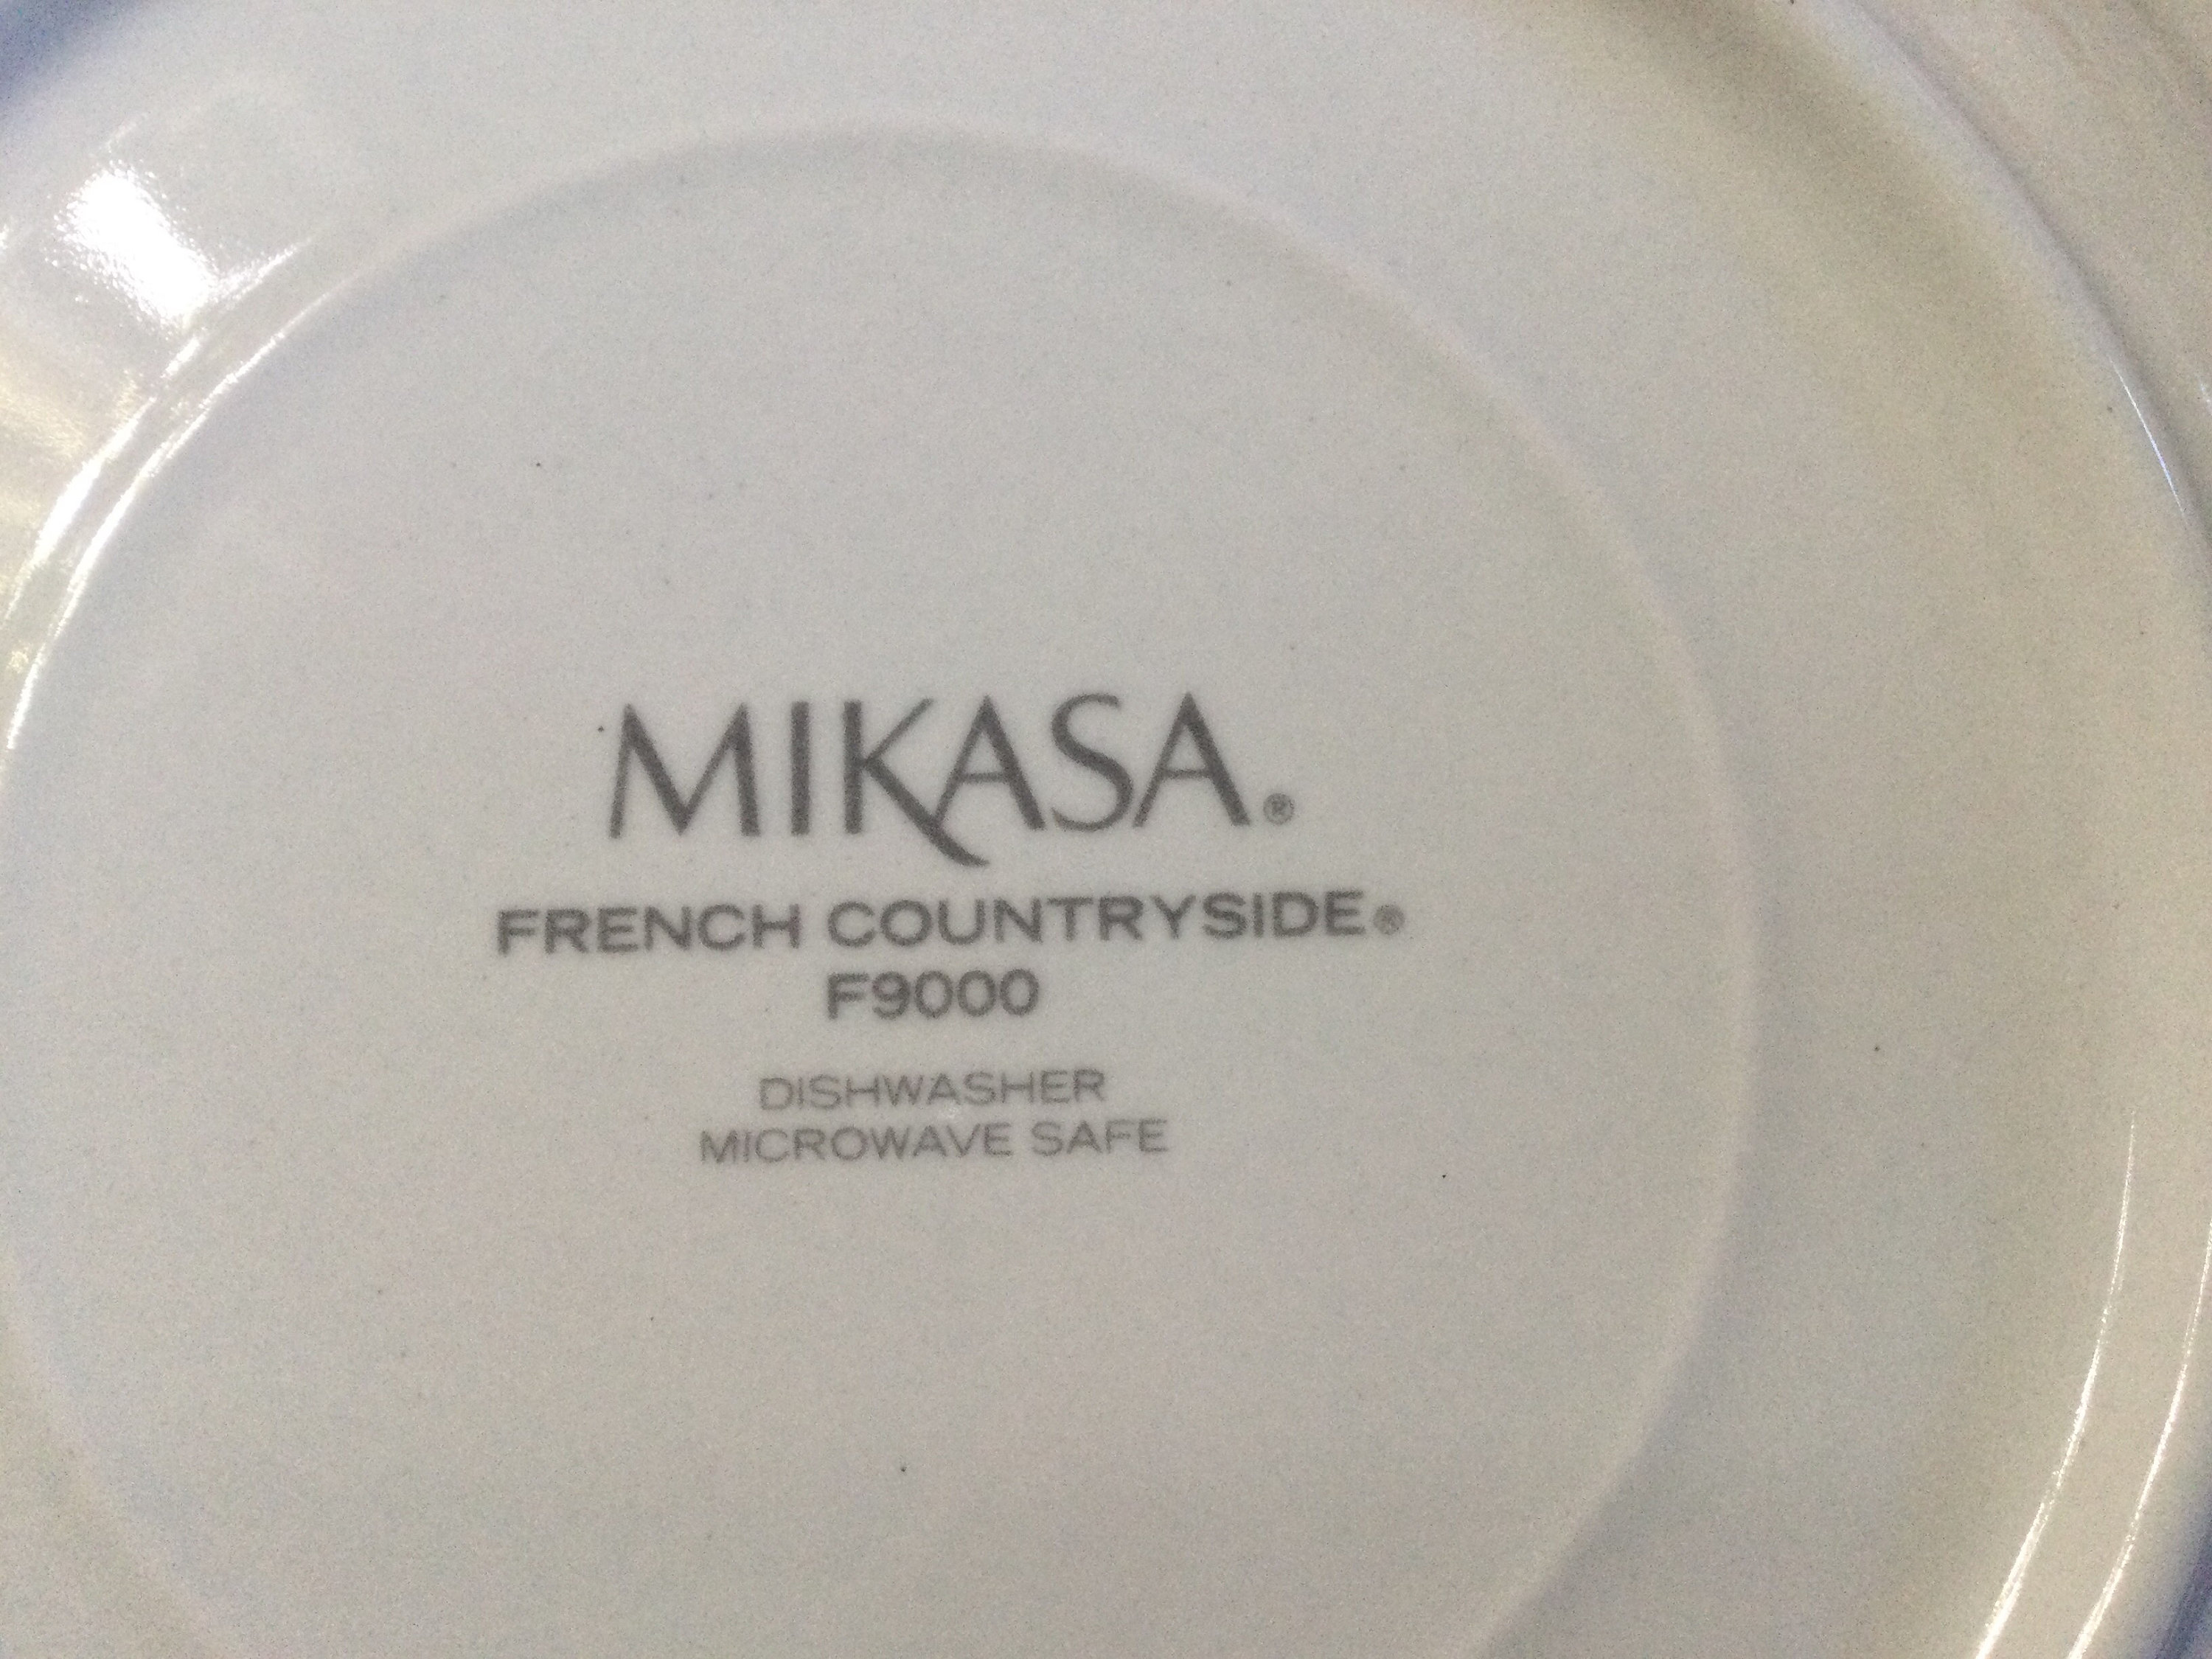 MIKASA®
FRENCH COUNTRYSIDE®
F9000
DISHWASHER
MICROWAVE SAFE